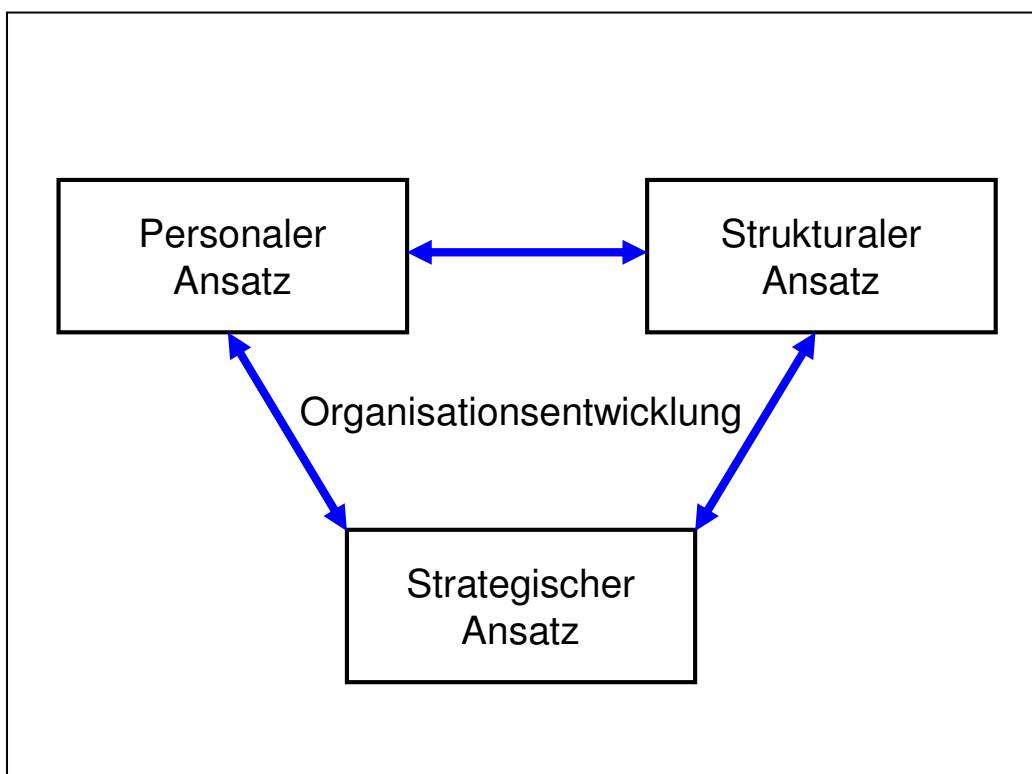 Personaler
Ansatz
Strukturaler
Ansatz
Organisationsentwicklung
Strategischer
Ansatz